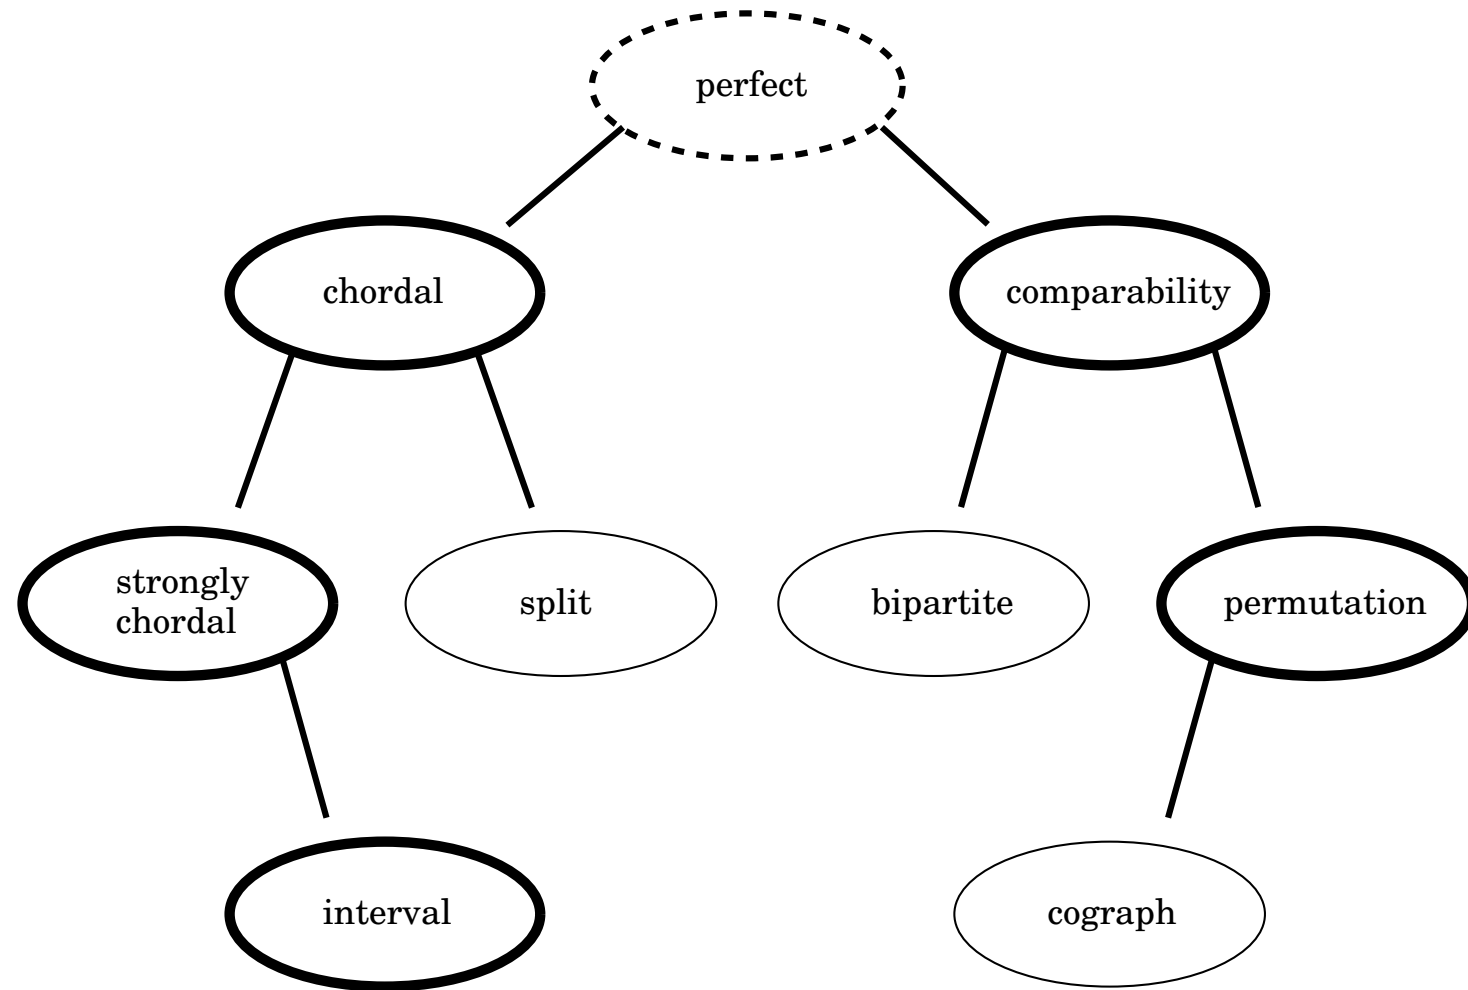 perfect
chordal
comparability
strongly
chordal
split
bipartite
permutation
interval
cograph